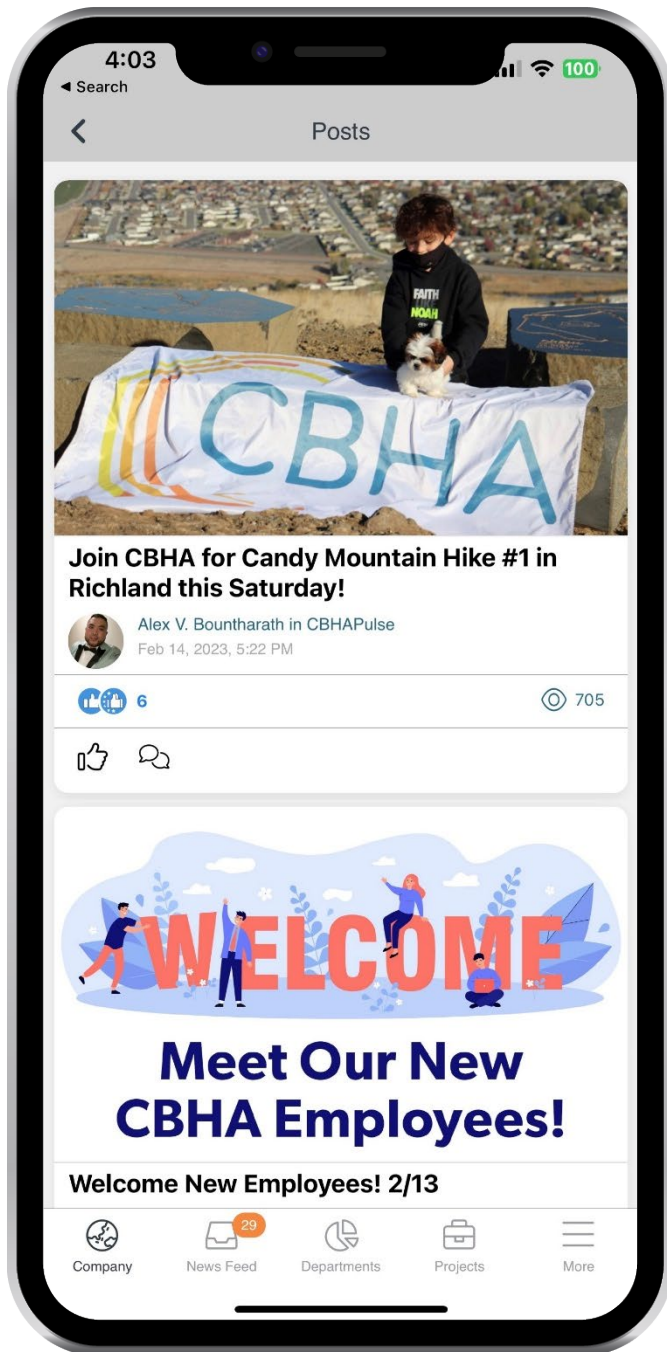 4:03
100
◀ Search
Posts
FAITH
NOAH
CBHA
Join CBHA for Candy Mountain Hike #1 in
Richland this Saturday!
Alex V. Bountharath in CBHAPulse
Feb 14, 2023, 5:22 PM
6
705
WELCOME
Meet Our New
CBHA Employees!
Welcome New Employees! 2/13
29
Company
News Feed
Departments
Projects
More